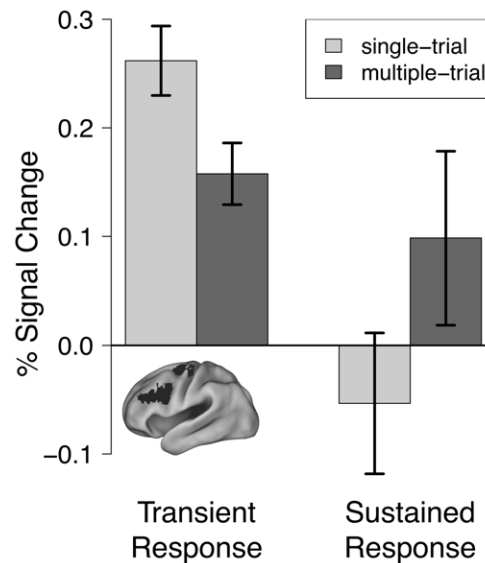 0.3
single−trial
multiple−trial
0.2
% Signal Change
0.1
0.0
−0.1
Transient
Response
Sustained
Response